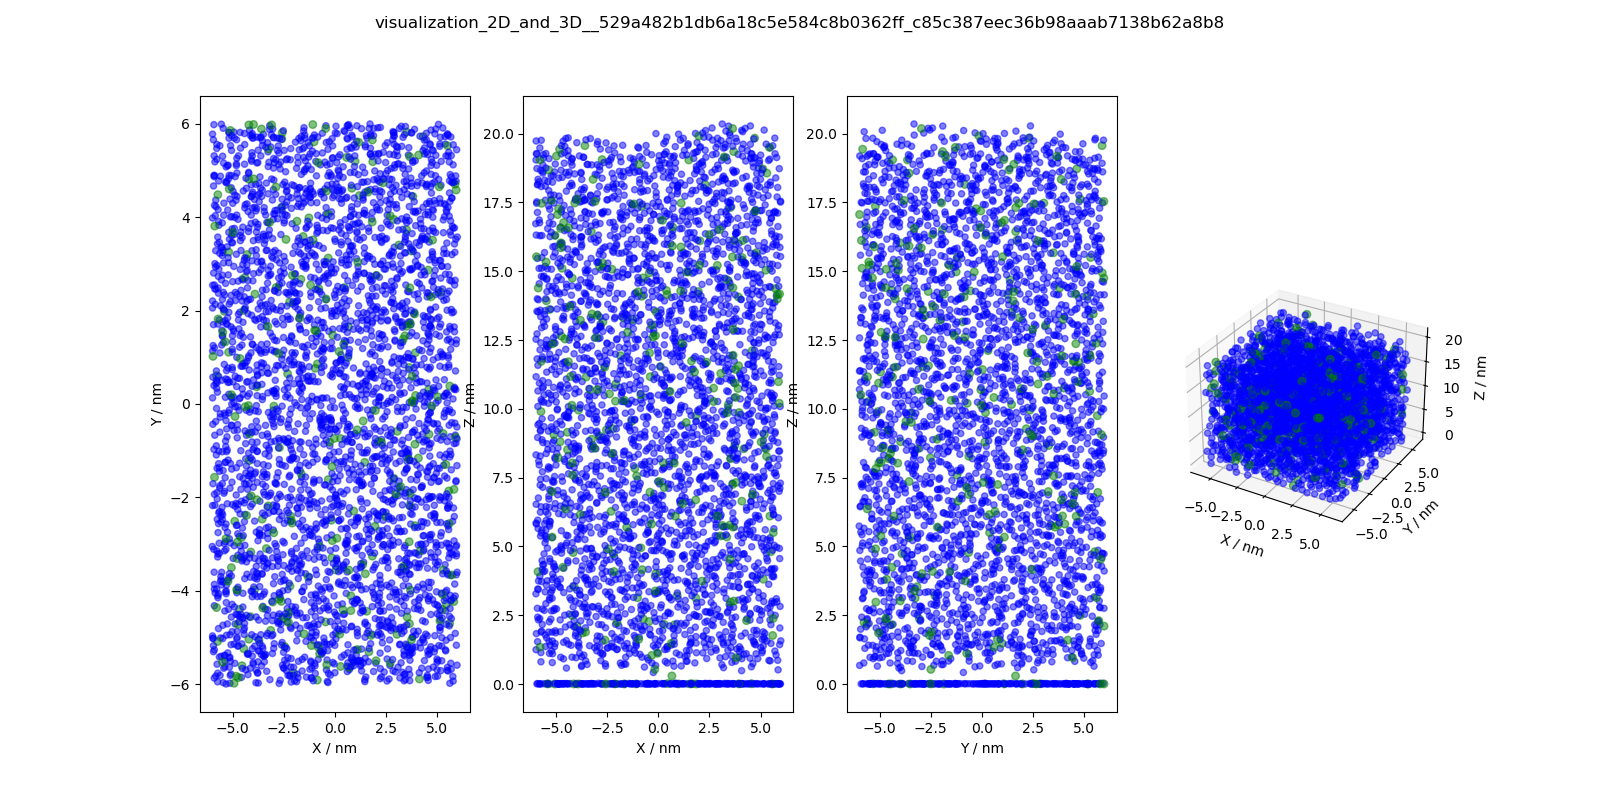 visualization_2D_and_3D__529a482b1db6a18c5e584c8b0362ff_c85c387eec36b98aaab7138b62a8b8
6
4
2
0
−2
−4
−6
Y / nm
−5.0 −2.5 0.0 2.5 5.0
X / nm
20.0
17.5
15.0
12.5
10.0
7.5
5.0
2.5
0.0
Z / nm
−5.0 −2.5 0.0 2.5 5.0
X / nm
20.0
17.5
15.0
12.5
10.0
7.5
5.0
2.5
0.0
Z / nm
−5.0 −2.5 0.0 2.5 5.0
Y / nm
20
15
10
5
0
Z / nm
5.0
2.5
0.0
−2.5
−5.0
Y / nm
−5.0 −2.5 0.0 2.5 5.0
X / nm